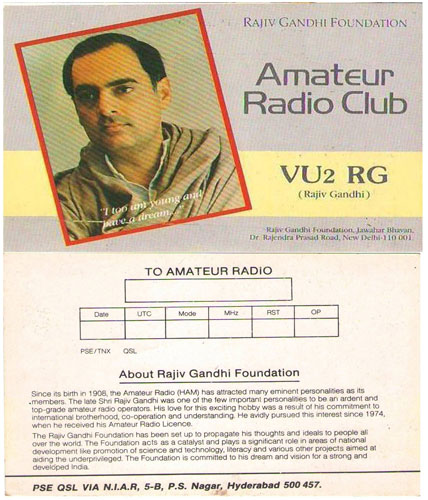 RAJIV GANDHI FOUNDATION
Amateur
Radio Club
VU2 RG
(Rajiv Gandhi)
"I too am young and
have a dream...
Rajiv Gandhi Foundation, Jawahar Bhavan,
Dr. Rajendra Prasad Road, New Delhi-110 001.
TO AMATEUR RADIO
Date UTC Mode MHz RST OP
PSE/TNX QSL
About Rajiv Gandhi Foundation
Since its birth in 1908, the Amateur Radio (HAM) has attracted many eminent personalities as its
members. The late Shri Rajiv Gandhi was one of the few important personalities to be an ardent and
top-grade amateur radio operators. His love for this exciting hobby was a result of his commitment to
international brotherhood, co-operation and understanding. He avidly pursued this interest since 1974,
when he received his Amateur Radio Licence.
The Rajiv Gandhi Foundation has been set up to propagate his thoughts and ideals to people all
over the world. The Foundation acts as a catalyst and plays a significant role in areas of national
development like promotion of science and technology, literacy and various other projects aimed at
aiding the underprivileged. The Foundation is committed to his dream and vision for a strong and
developed India.
PSE QSL VIA N.I.A.R, 5-B, P.S. Nagar, Hyderabad 500 457.